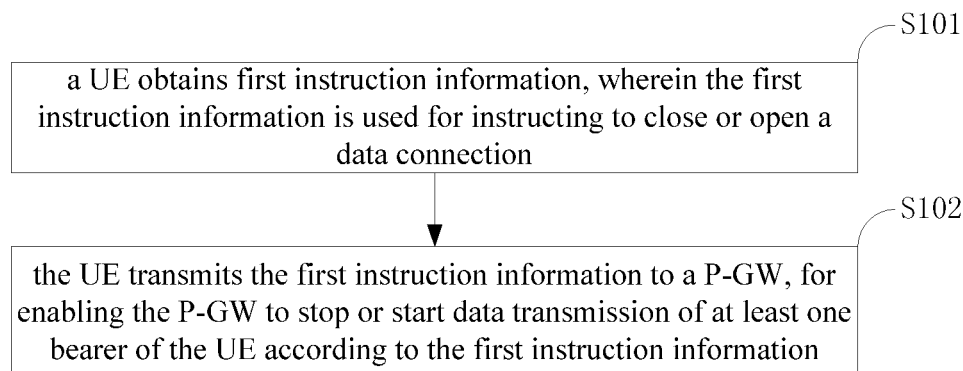 S101
a UE obtains first instruction information, wherein the first
instruction information is used for instructing to close or open a
data connection
S102
the UE transmits the first instruction information to a P-GW, for
enabling the P-GW to stop or start data transmission of at least one
bearer of the UE according to the first instruction information